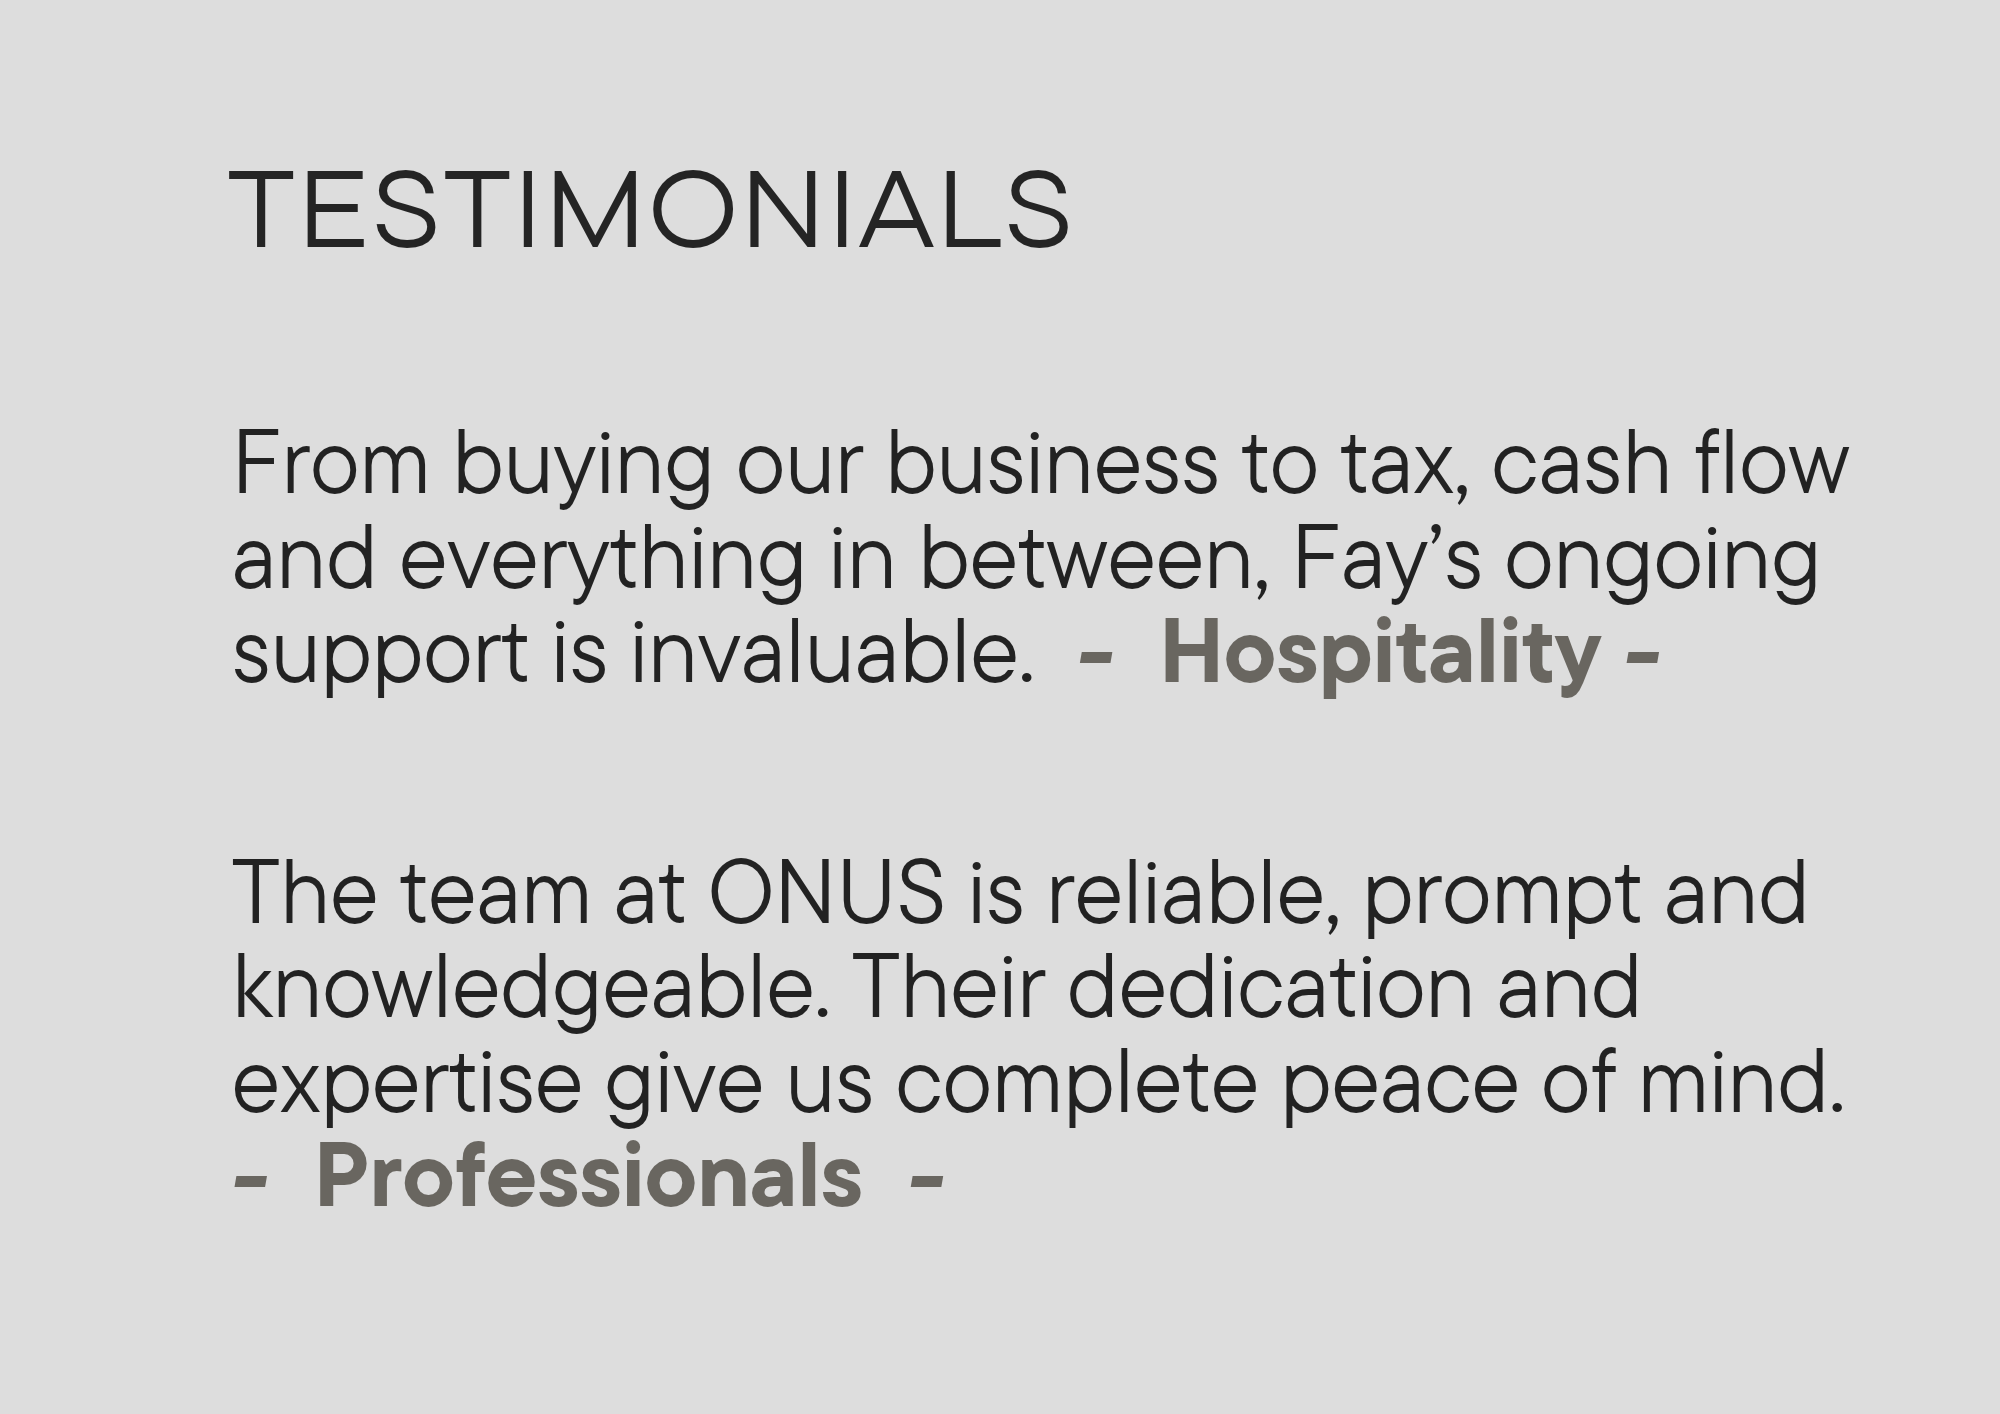 TESTIMONIALS
From buying our business to tax, cash flow
and everything in between, Fay’s ongoing
support is invaluable. - Hospitality -
The team at ONUS is reliable, prompt and
knowledgeable. Their dedication and
expertise give us complete peace of mind.
- Professionals -